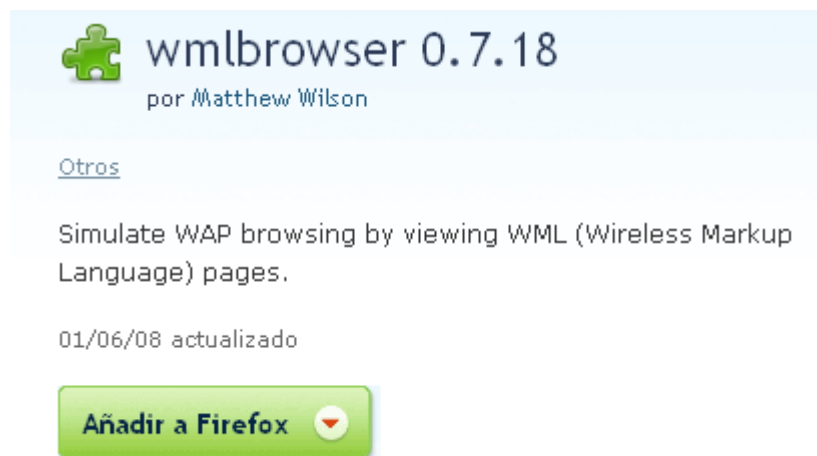 wmlbrowser 0.7.18
por Matthew Wilson
Otros
Simulate WAP browsing by viewing WML (Wireless Markup
Language) pages.
01/06/08 actualizado
Añadir a Firefox